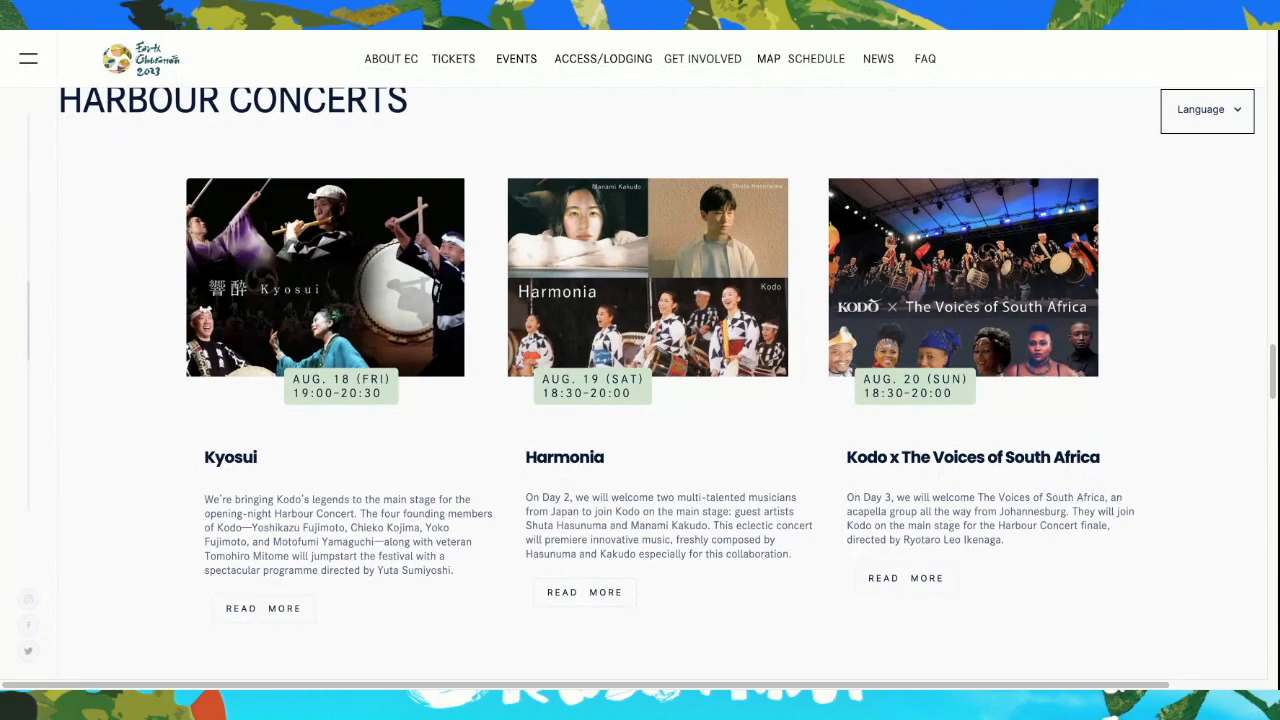 Earth
Celebration
2023
ABOUT EC TICKETS EVENTS ACCESS/LODGING GET INVOLVED MAP SCHEDULE NEWS FAQ
HARBOUR CONCERTS
Language
響酔 Kyosui
AUG. 18 (FRI)
19:00–20:30
Kyosui
We're bringing Kodo's legends to the main stage for the
opening-night Harbour Concert. The four founding members
of Kodo—Yoshikazu Fujimoto, Chieko Kojima, Yoko
Fujimoto, and Motofumi Yamaguchi—along with veteran
Tomohiro Mitome will jumpstart the festival with a
spectacular programme directed by Yuta Sumiyoshi.
READ MORE
Manami Kakudo
Shuta Hasunuma
Harmonia
Kodo
AUG. 19 (SAT)
18:30–20:00
Harmonia
On Day 2, we will welcome two multi-talented musicians
from Japan to join Kodo on the main stage: guest artists
Shuta Hasunuma and Manami Kakudo. This eclectic concert
will premiere innovative music, freshly composed by
Hasunuma and Kakudo especially for this collaboration.
READ MORE
KODŌ × The Voices of South Africa
AUG. 20 (SUN)
18:30–20:00
Kodo x The Voices of South Africa
On Day 3, we will welcome The Voices of South Africa, an
acapella group all the way from Johannesburg. They will join
Kodo on the main stage for the Harbour Concert finale,
directed by Ryotaro Leo Ikenaga.
READ MORE